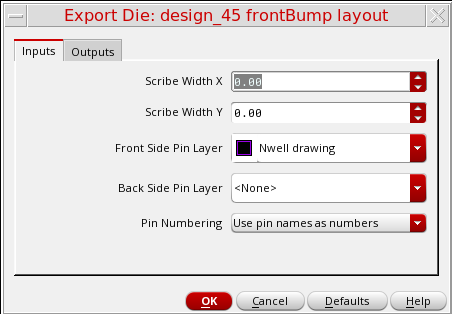 Export Die: design_45 frontBump layout
Inputs Outputs
Scribe Width X 0.00
Scribe Width Y 0.00
Front Side Pin Layer Nwell drawing
Back Side Pin Layer <None>
Pin Numbering Use pin names as numbers
OK Cancel Defaults Help